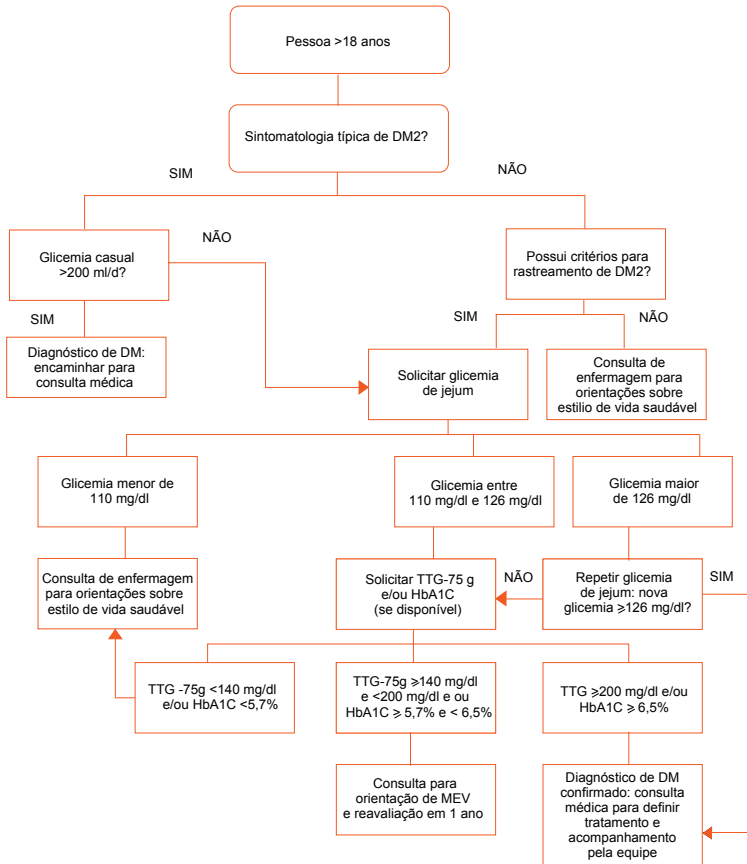 Pessoa >18 anos
Sintomatologia típica de DM2?
SIM
NÃO
Glicemia casual
>200 ml/d?
NÃO
Possui critérios para
rastreamento de DM2?
SIM
SIM
NÃO
Diagnóstico de DM:
encaminhar para
consulta médica
Solicitar glicemia
de jejum
Consulta de
enfermagem para
orientações sobre
estilio de vida saudável
Glicemia menor de
110 mg/dl
Glicemia entre
110 mg/dl e 126 mg/dl
Glicemia maior
de 126 mg/dl
Consulta de enfermagem
para orientações sobre
estilo de vida saudável
Solicitar TTG-75 g
e/ou HbA1C
(se disponível)
NÃO
Repetir glicemia
de jejum: nova
glicemia ⩾126 mg/dl?
SIM
TTG -75g <140 mg/dl
e/ou HbA1C <5,7%
TTG-75g ⩾140 mg/dl
e <200 mg/dl e ou
HbA1C ⩾ 5,7% e < 6,5%
TTG ⩾200 mg/dl e/ou
HbA1C ⩾ 6,5%
Consulta para
orientação de MEV
e reavaliação em 1 ano
Diagnóstico de DM
confirmado: consulta
médica para definir
tratamento e
acompanhamento
pela equipe